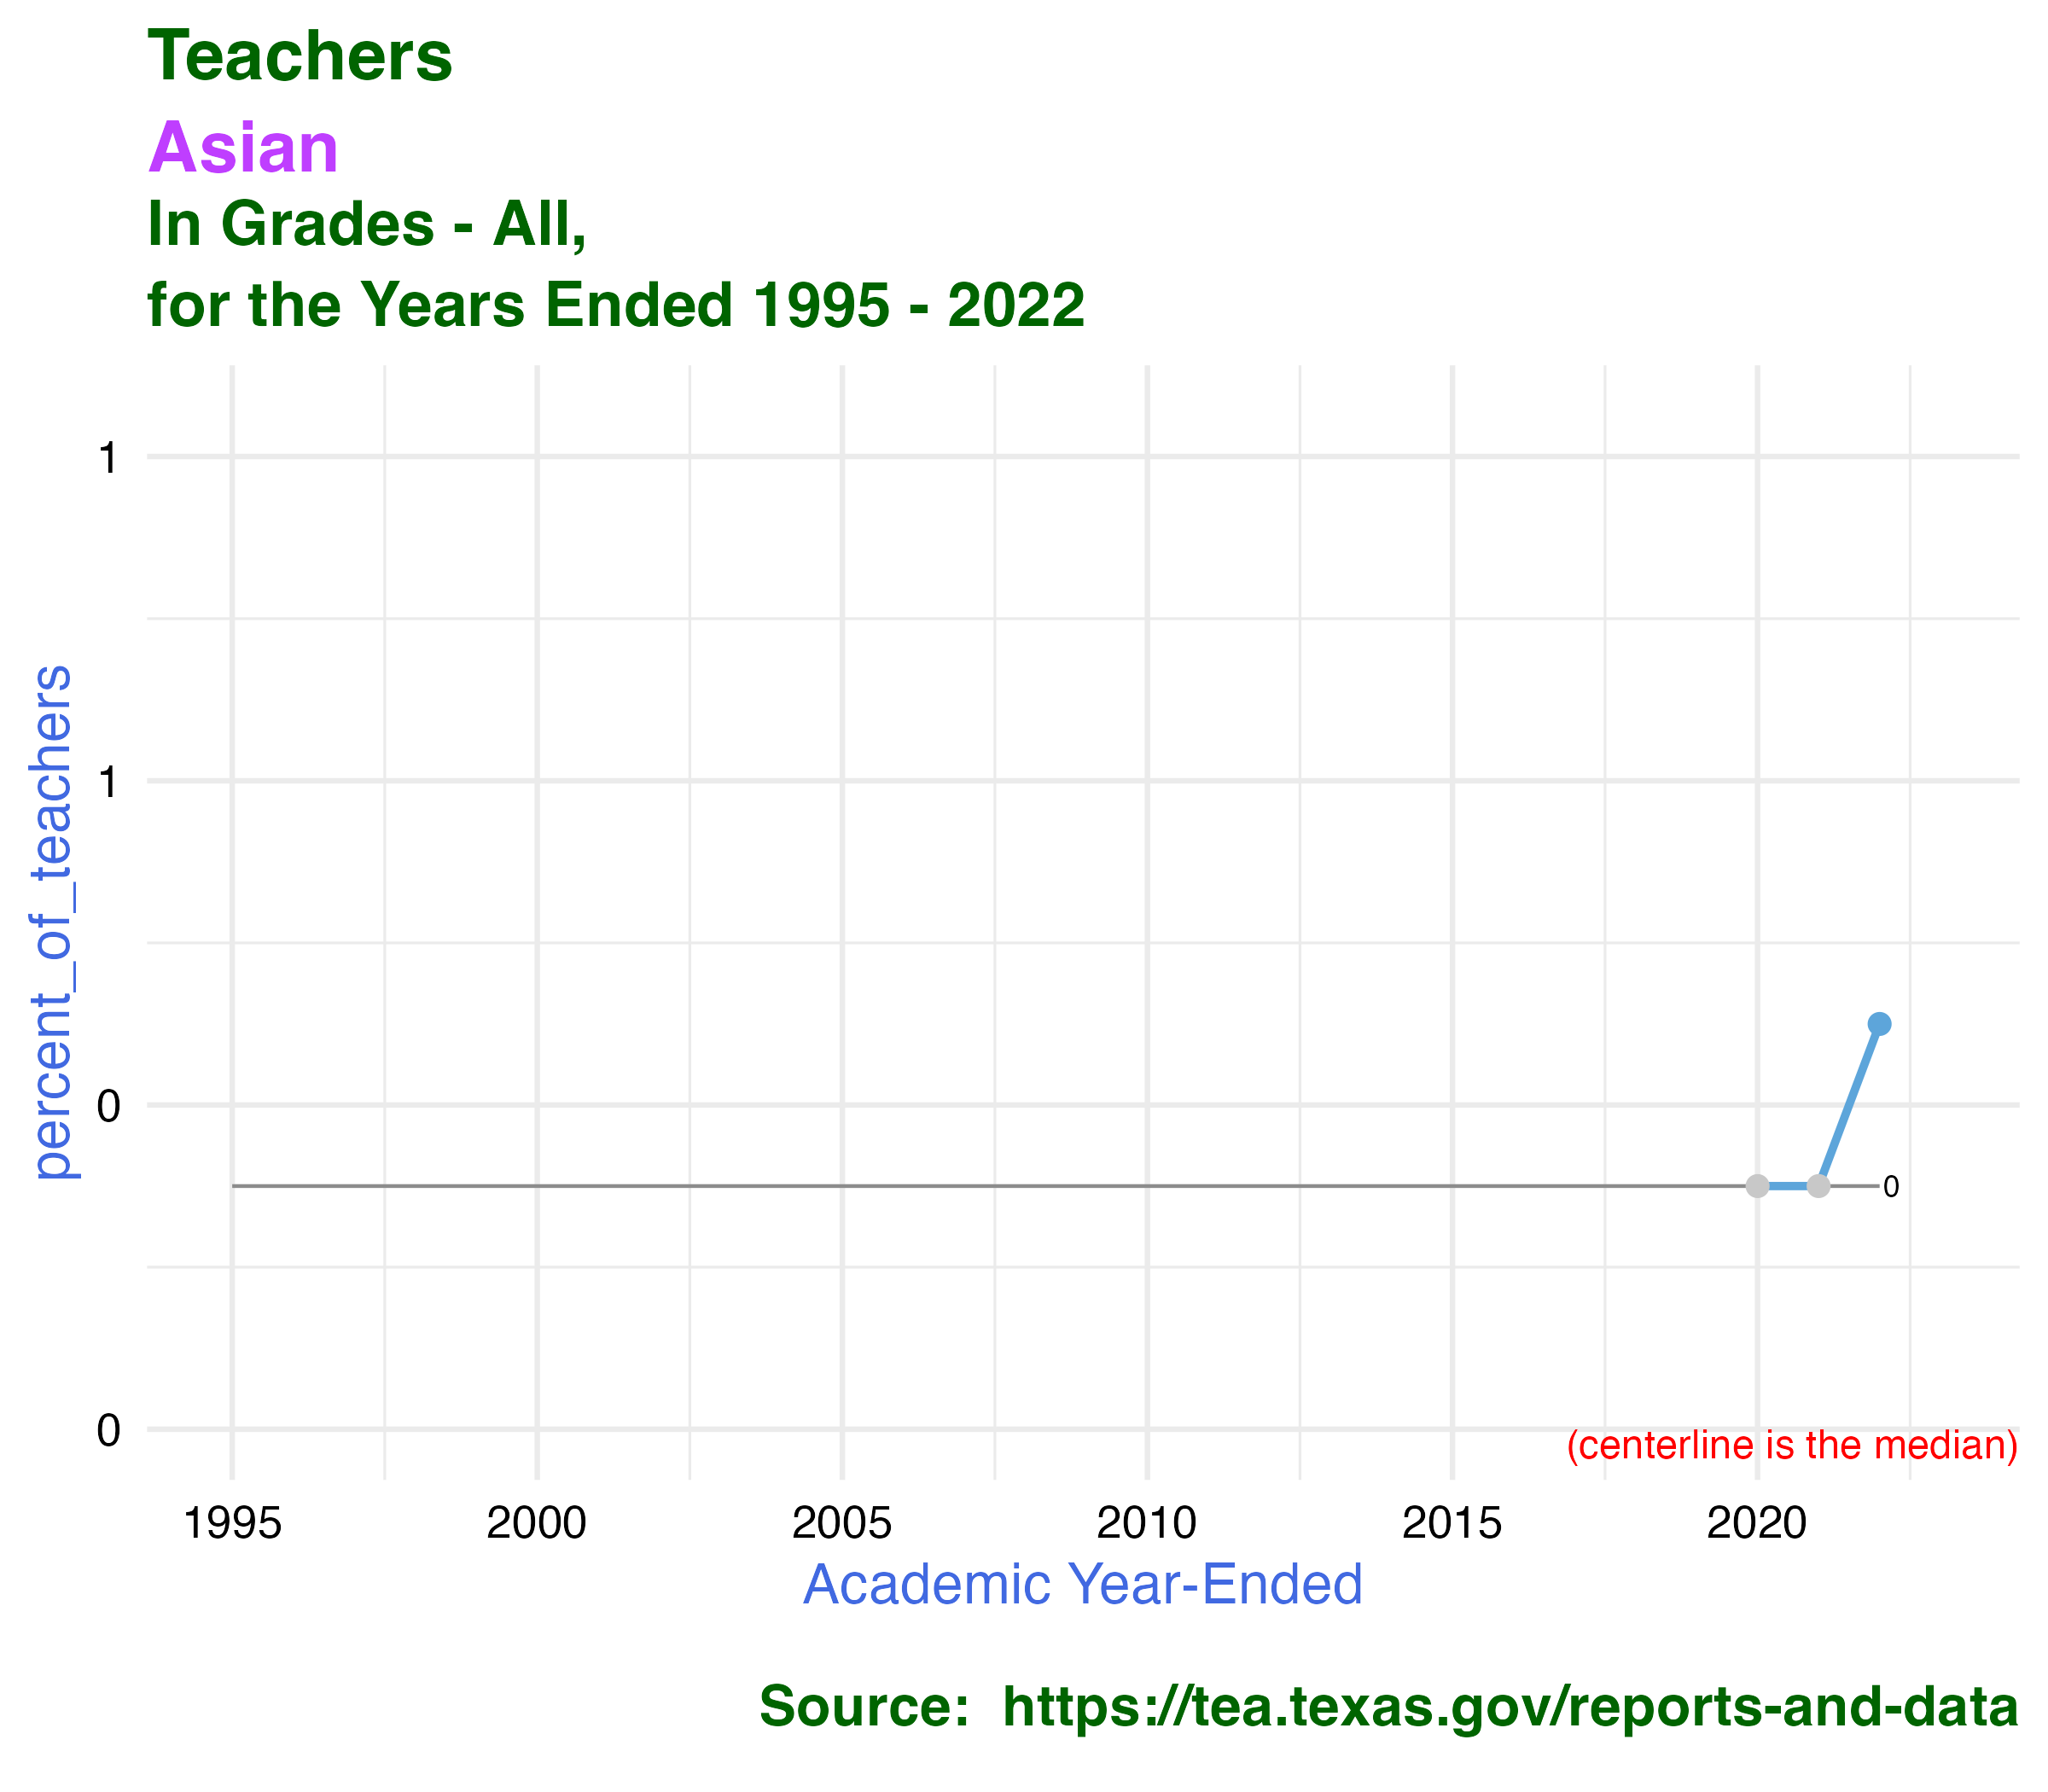 Teachers
Asian
In Grades - All,
for the Years Ended 1995 - 2022
percent_of_teachers
1
1
0
0
0
(centerline is the median)
1995 2000 2005 2010 2015 2020
Academic Year-Ended
Source:  https://tea.texas.gov/reports-and-data